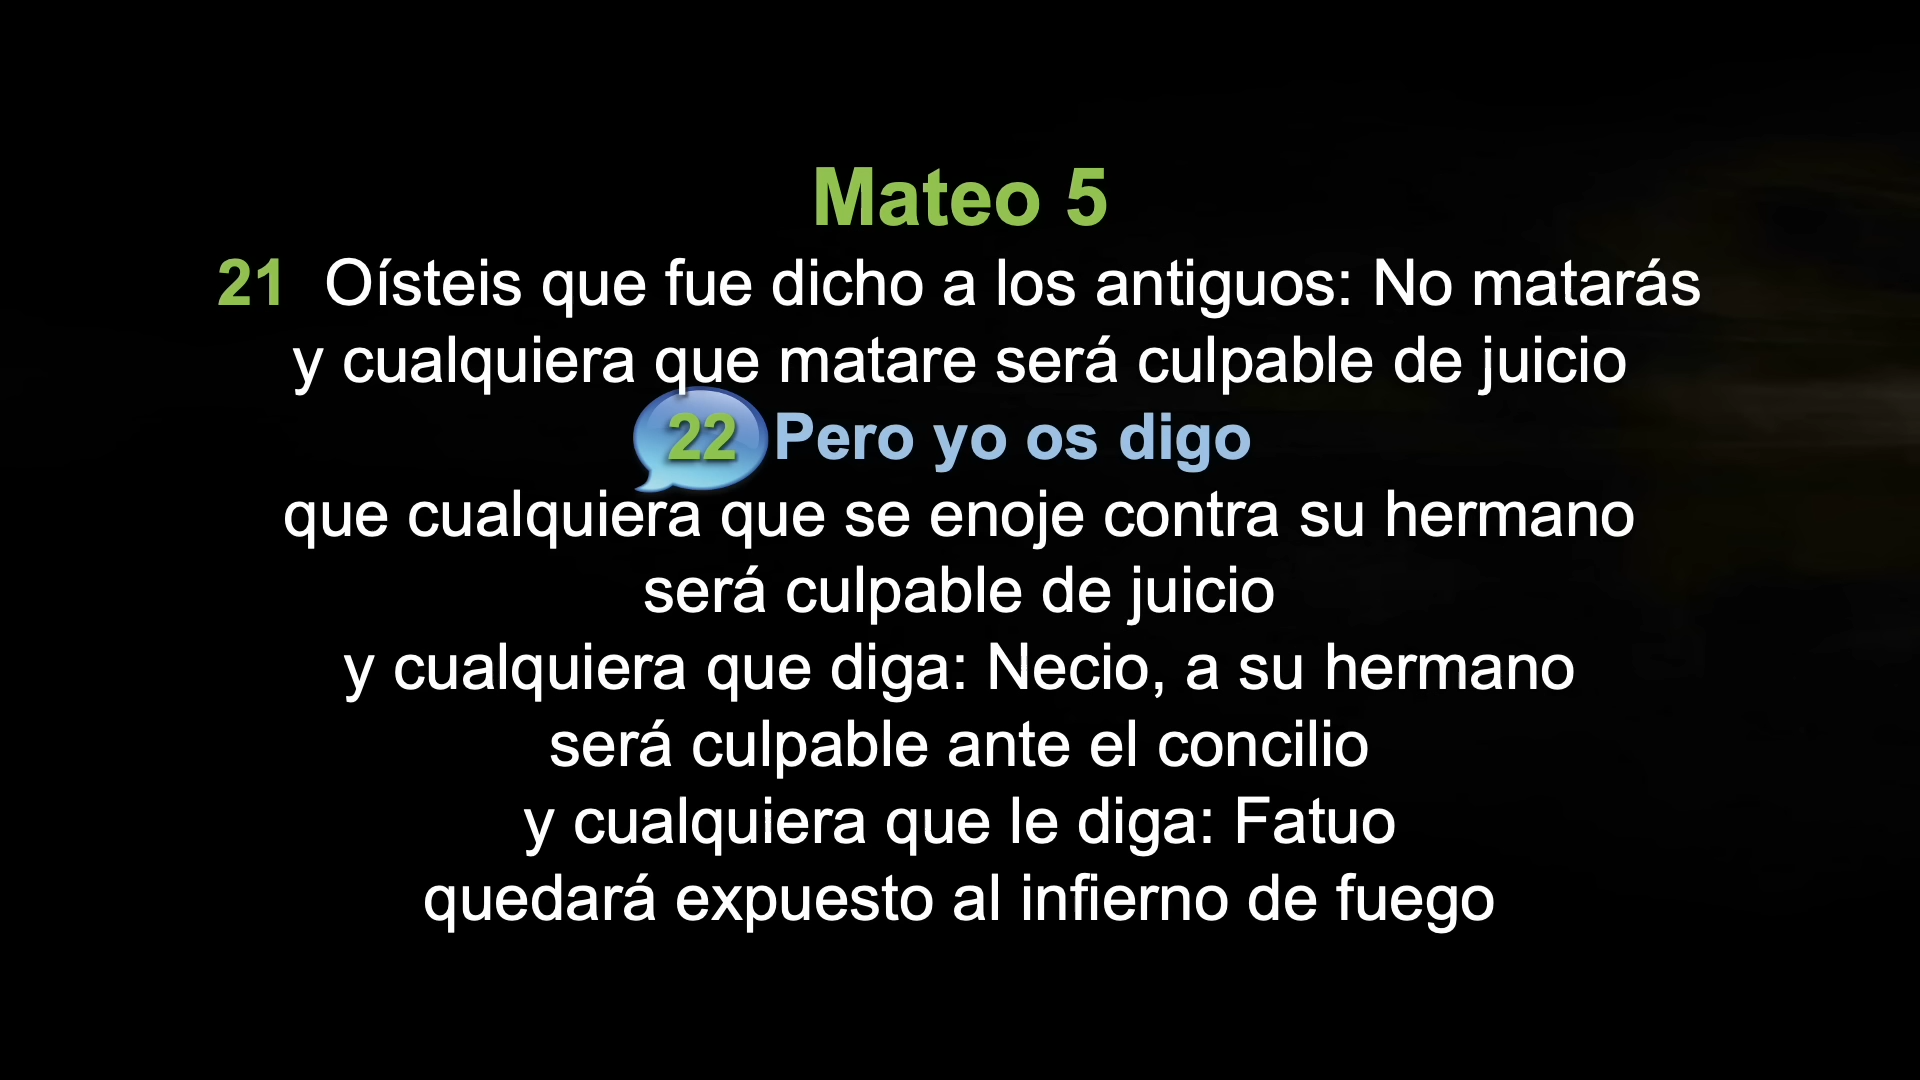 Mateo 5
21 Oísteis que fue dicho a los antiguos: No matarás
y cualquiera que matare será culpable de juicio
22 Pero yo os digo
que cualquiera que se enoje contra su hermano
será culpable de juicio
y cualquiera que diga: Necio, a su hermano
será culpable ante el concilio
y cualquiera que le diga: Fatuo
quedará expuesto al infierno de fuego